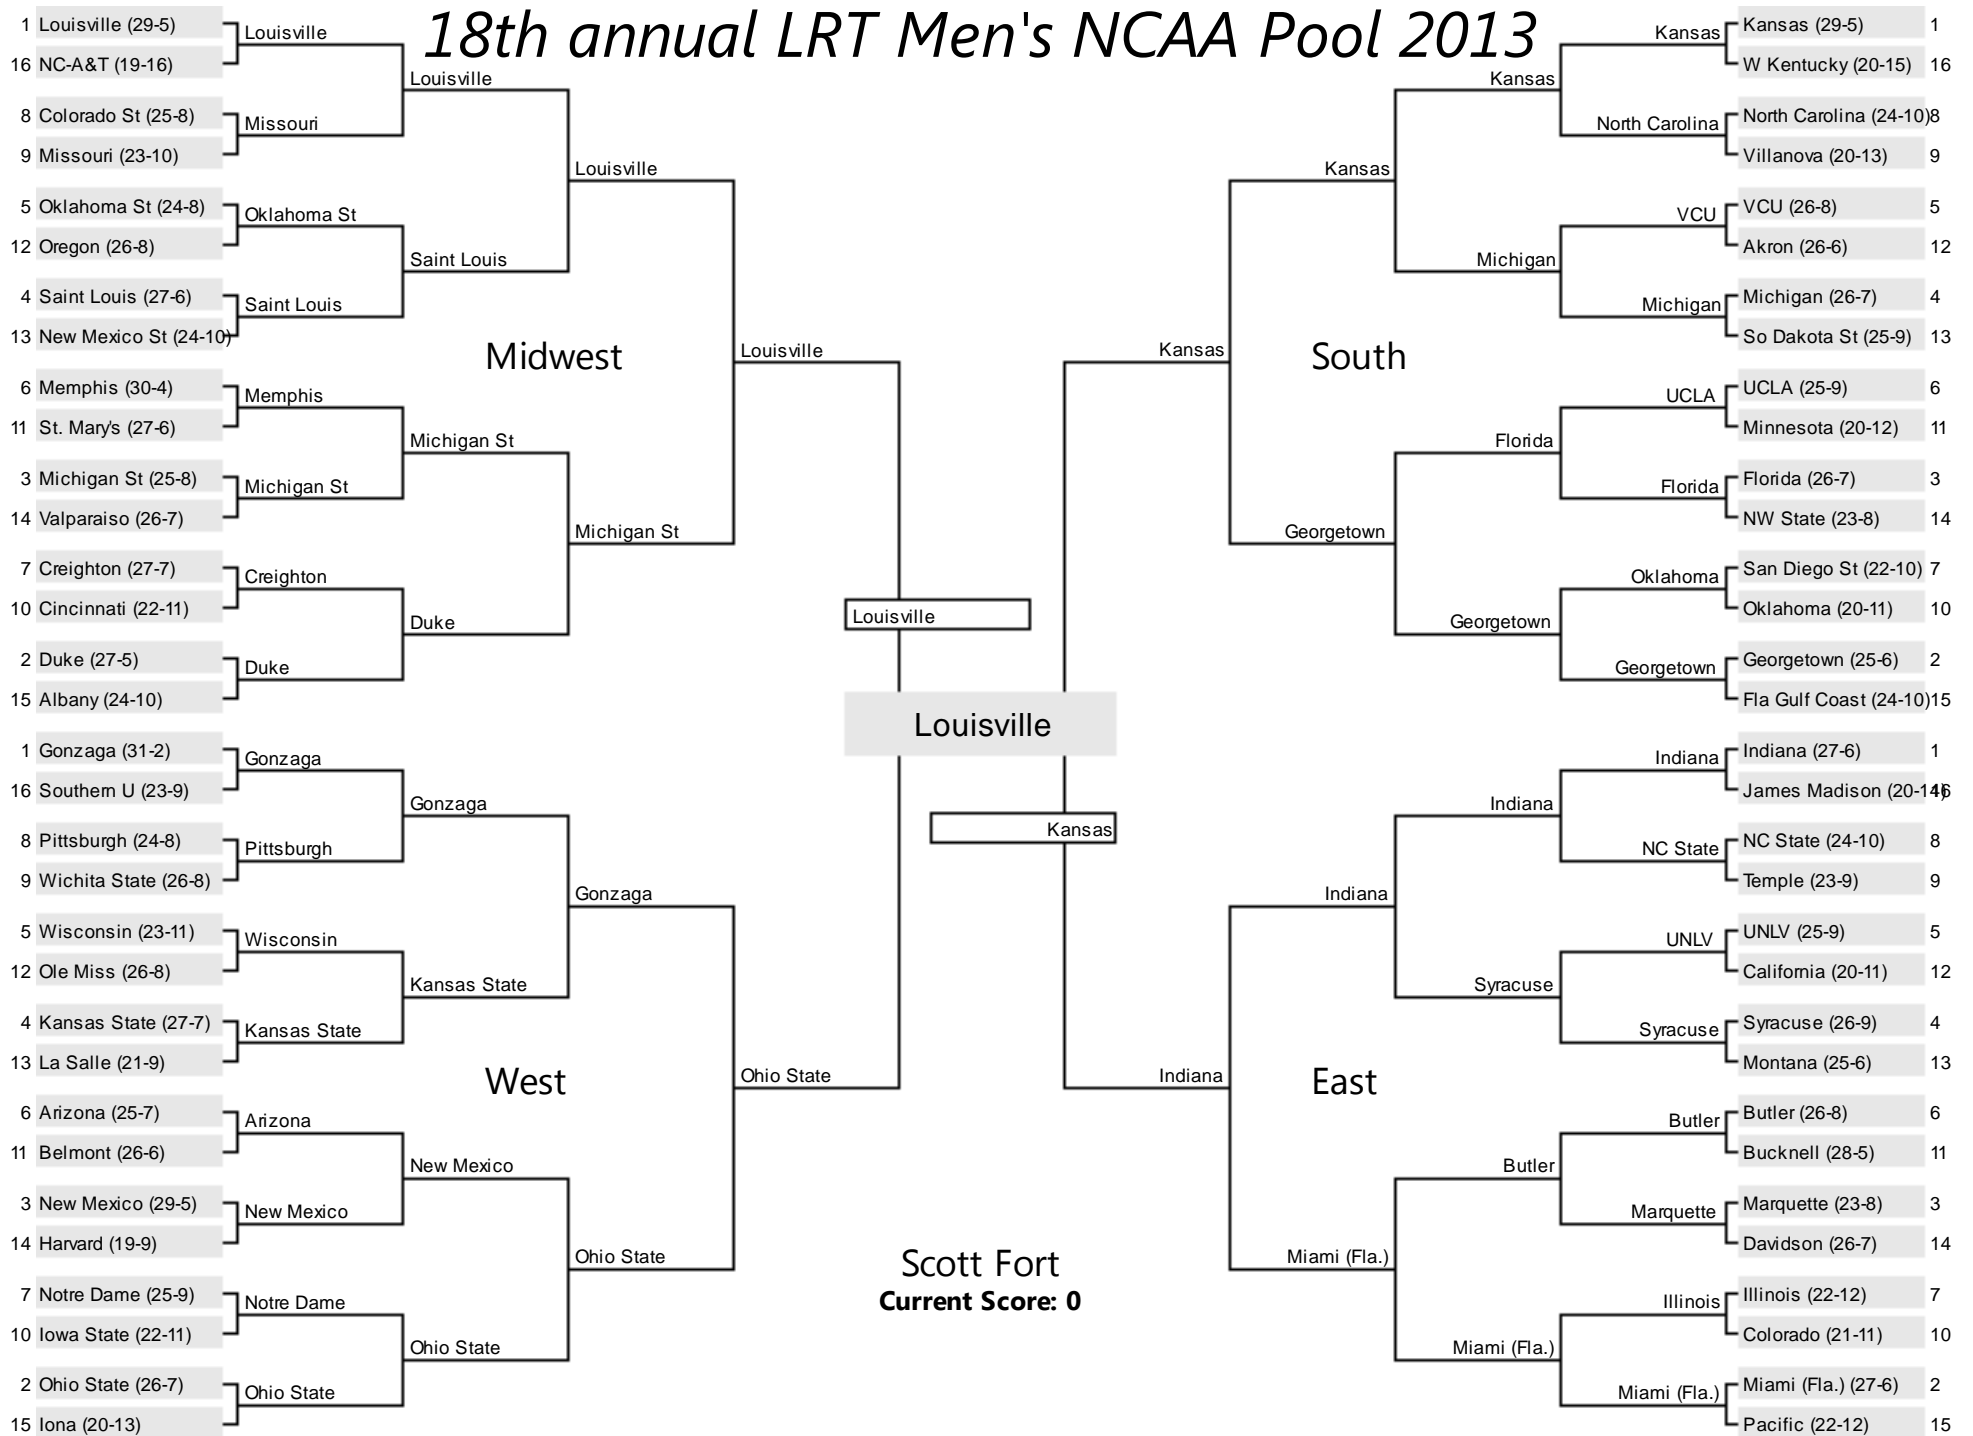 18th annual LRT Men's NCAA Pool 2013
1 Louisville (29-5)
16 NC-A&T (19-16)
8 Colorado St (25-8)
9 Missouri (23-10)
5 Oklahoma St (24-8)
12 Oregon (26-8)
4 Saint Louis (27-6)
13 New Mexico St (24-10)
6 Memphis (30-4)
11 St. Mary's (27-6)
3 Michigan St (25-8)
14 Valparaiso (26-7)
7 Creighton (27-7)
10 Cincinnati (22-11)
2 Duke (27-5)
15 Albany (24-10)
Louisville
Missouri
Oklahoma St
Saint Louis
Memphis
Michigan St
Creighton
Duke
Louisville
Saint Louis
Michigan St
Duke
Louisville
Michigan St
Louisville
Midwest
1 Gonzaga (31-2)
16 Southern U (23-9)
8 Pittsburgh (24-8)
9 Wichita State (26-8)
5 Wisconsin (23-11)
12 Ole Miss (26-8)
4 Kansas State (27-7)
13 La Salle (21-9)
6 Arizona (25-7)
11 Belmont (26-6)
3 New Mexico (29-5)
14 Harvard (19-9)
7 Notre Dame (25-9)
10 Iowa State (22-11)
2 Ohio State (26-7)
15 Iona (20-13)
Gonzaga
Pittsburgh
Wisconsin
Kansas State
Arizona
New Mexico
Notre Dame
Ohio State
Gonzaga
Kansas State
New Mexico
Ohio State
Gonzaga
Ohio State
Ohio State
West
Louisville
Louisville
Kansas
Scott Fort
Current Score: 0
Kansas (29-5) 1
W Kentucky (20-15) 16
North Carolina (24-10) 8
Villanova (20-13) 9
VCU (26-8) 5
Akron (26-6) 12
Michigan (26-7) 4
So Dakota St (25-9) 13
UCLA (25-9) 6
Minnesota (20-12) 11
Florida (26-7) 3
NW State (23-8) 14
San Diego St (22-10) 7
Oklahoma (20-11) 10
Georgetown (25-6) 2
Fla Gulf Coast (24-10) 15
Kansas
North Carolina
VCU
Michigan
UCLA
Florida
Oklahoma
Georgetown
Kansas
Michigan
Florida
Georgetown
Kansas
Georgetown
Kansas
South
Indiana (27-6) 1
James Madison (20-14) 16
NC State (24-10) 8
Temple (23-9) 9
UNLV (25-9) 5
California (20-11) 12
Syracuse (26-9) 4
Montana (25-6) 13
Butler (26-8) 6
Bucknell (28-5) 11
Marquette (23-8) 3
Davidson (26-7) 14
Illinois (22-12) 7
Colorado (21-11) 10
Miami (Fla.) (27-6) 2
Pacific (22-12) 15
Indiana
NC State
UNLV
Syracuse
Butler
Marquette
Illinois
Miami (Fla.)
Indiana
Syracuse
Butler
Miami (Fla.)
Indiana
Miami (Fla.)
Indiana
East